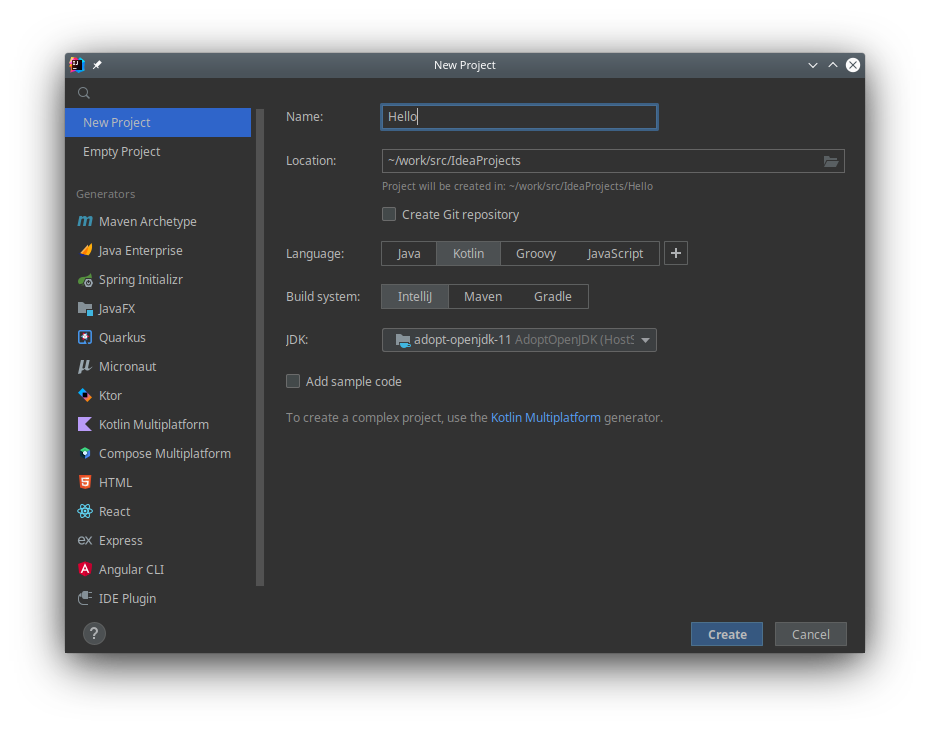 New Project
New Project
Empty Project
Generators
Maven Archetype
Java Enterprise
Spring Initializr
JavaFX
Quarkus
Micronaut
Ktor
Kotlin Multiplatform
Compose Multiplatform
HTML
React
ex Express
Angular CLI
IDE Plugin
Name: Hello
Location: ~/work/src/IdeaProjects
Project will be created in: ~/work/src/IdeaProjects/Hello
Create Git repository
Language: Java Kotlin Groovy JavaScript +
Build system: IntelliJ Maven Gradle
JDK: adopt-openjdk-11 AdoptOpenJDK (HotS
Add sample code
To create a complex project, use the Kotlin Multiplatform generator.
? Create Cancel